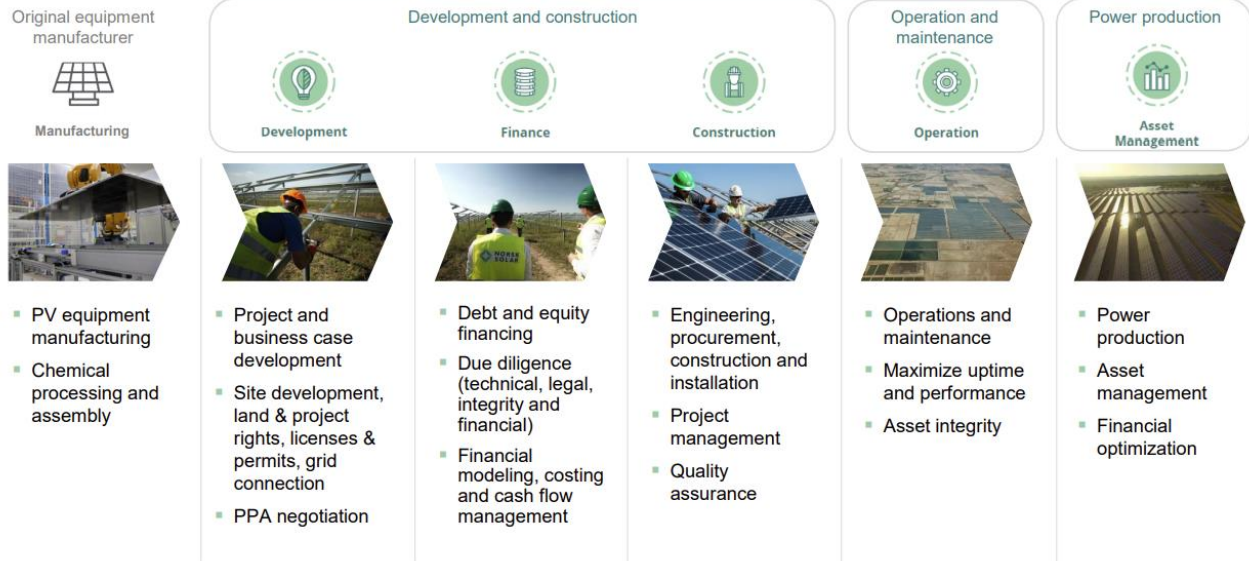 Original equipment
manufacturer
Manufacturing
Development and construction
Development
Finance
Construction
Operation and
maintenance
Operation
Power production
Asset
Management
NORSK
SOLAR
PV equipment
manufacturing
Chemical
processing and
assembly
Project and
business case
development
Site development,
land & project
rights, licenses &
permits, grid
connection
PPA negotiation
Debt and equity
financing
Due diligence
(technical, legal,
integrity and
financial)
Financial
modeling, costing
and cash flow
management
Engineering,
procurement,
construction and
installation
Project
management
Quality
assurance
Operations and
maintenance
Maximize uptime
and performance
Asset integrity
Power
production
Asset
management
Financial
optimization